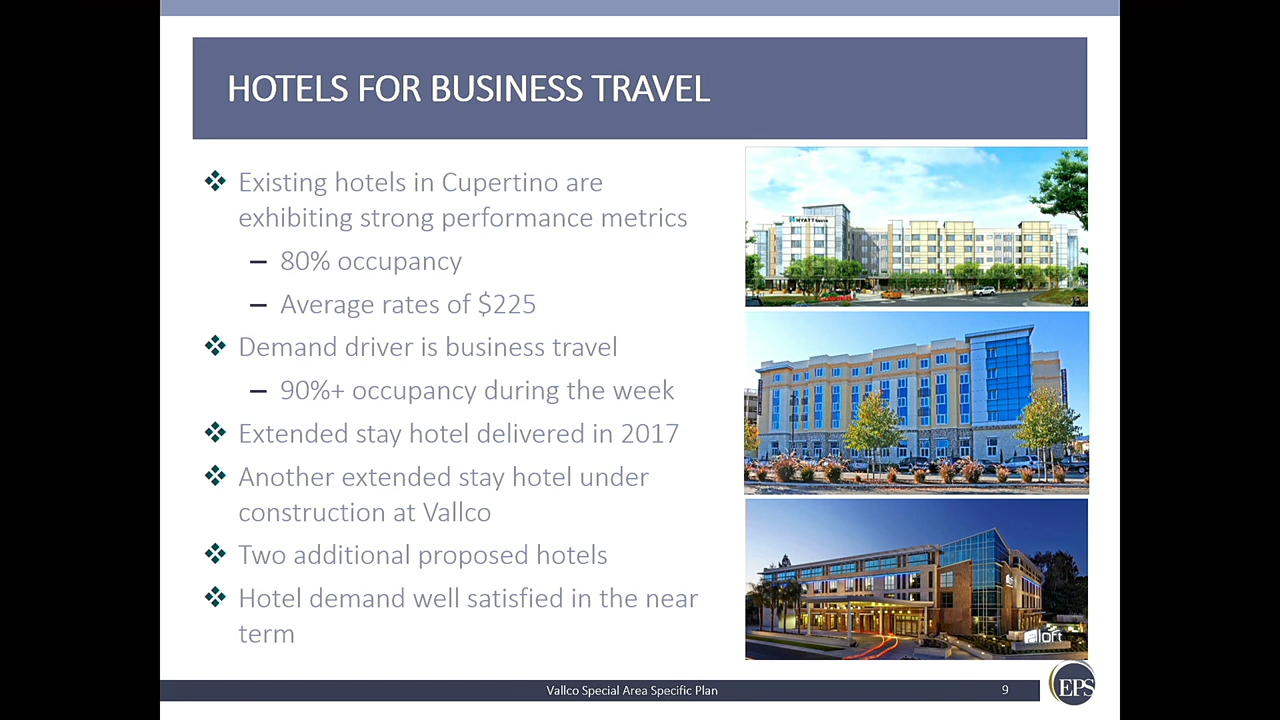 HOTELS FOR BUSINESS TRAVEL
❖ Existing hotels in Cupertino are
exhibiting strong performance metrics
– 80% occupancy
– Average rates of $225
❖ Demand driver is business travel
– 90%+ occupancy during the week
❖ Extended stay hotel delivered in 2017
❖ Another extended stay hotel under
construction at Vallco
❖ Two additional proposed hotels
❖ Hotel demand well satisfied in the near
term
HYATT house
aloft
Vallco Special Area Specific Plan
9
EPS